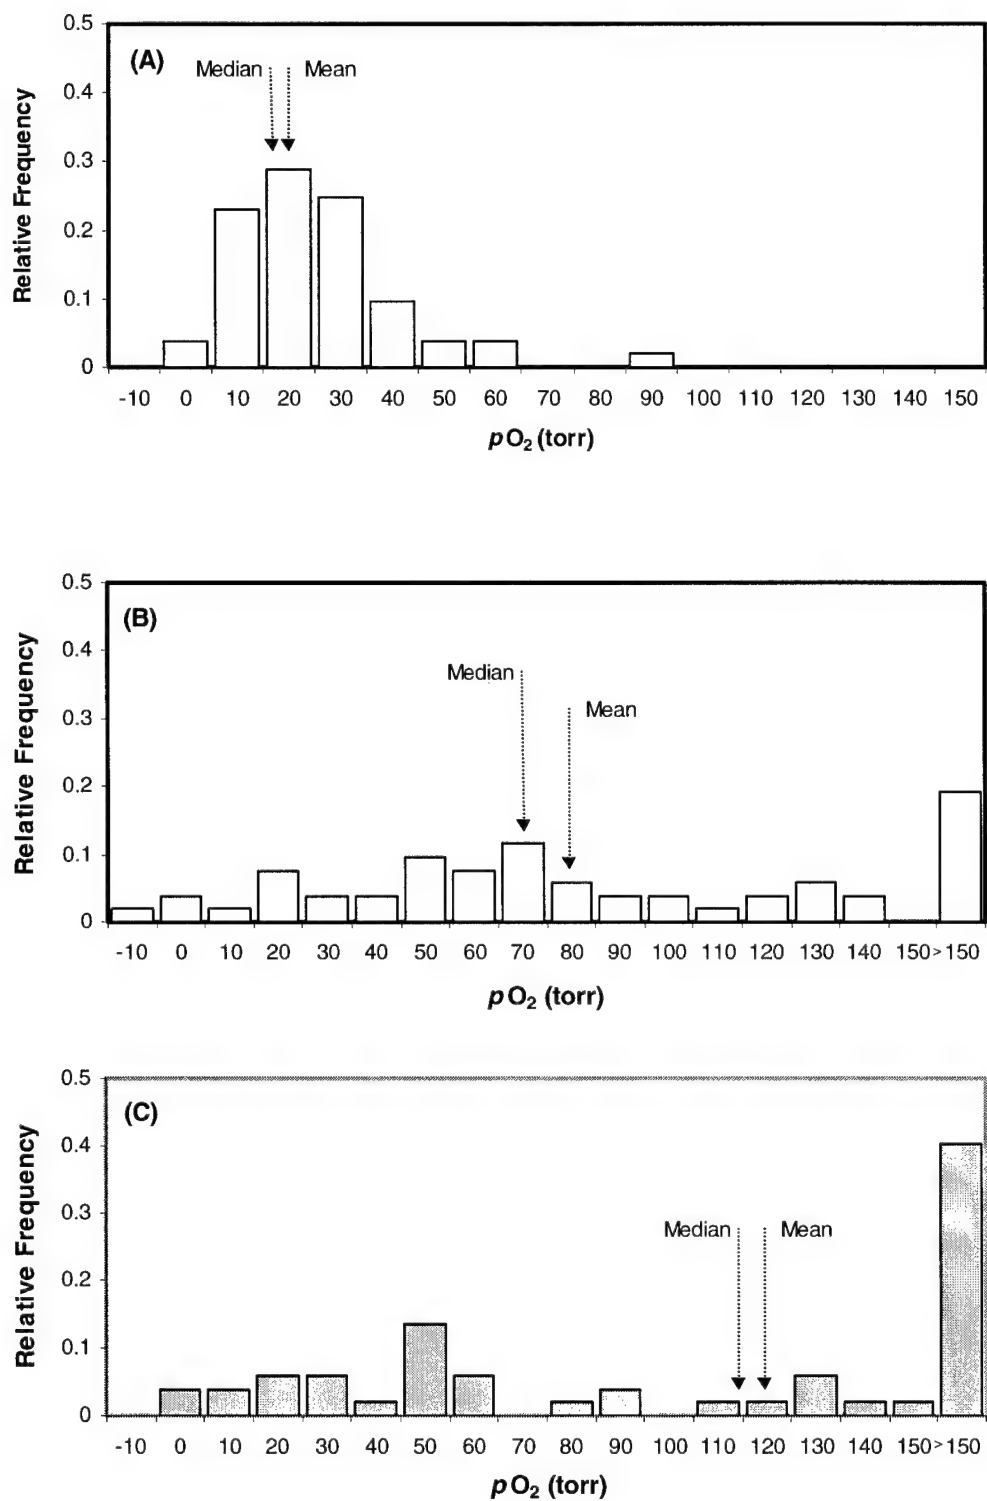 0.5
(A)
Median Mean
0.4
0.3
0.2
0.1
0
Relative Frequency
-10 0 10 20 30 40 50 60 70 80 90 100 110 120 130 140 150
pO2 (torr)
0.5
(B)
0.4
Median
Mean
0.3
0.2
0.1
0
Relative Frequency
-10 0 10 20 30 40 50 60 70 80 90 100 110 120 130 140 150 >150
pO2 (torr)
0.5
(C)
0.4
0.3
Median Mean
0.2
0.1
0
Relative Frequency
-10 0 10 20 30 40 50 60 70 80 90 100 110 120 130 140 150 >150
pO2 (torr)